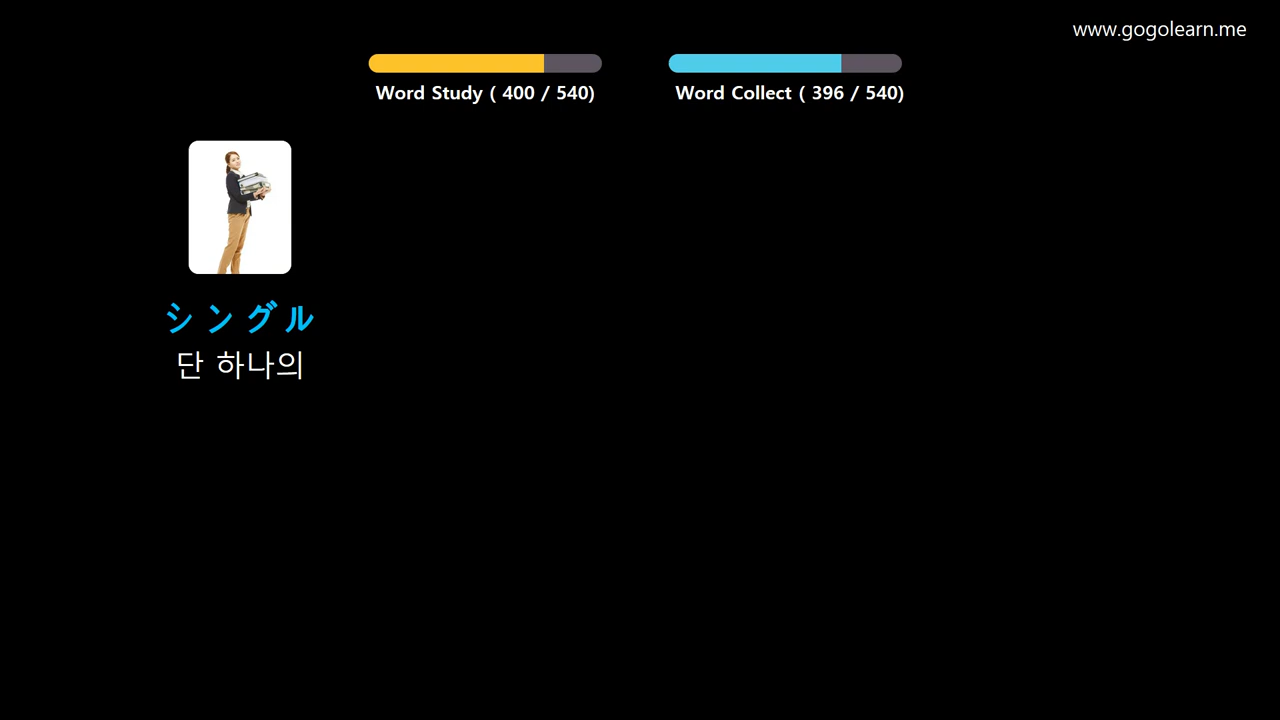 www.gogolearn.me
Word Study ( 400 / 540)
Word Collect ( 396 / 540)
シングル
단 하나의